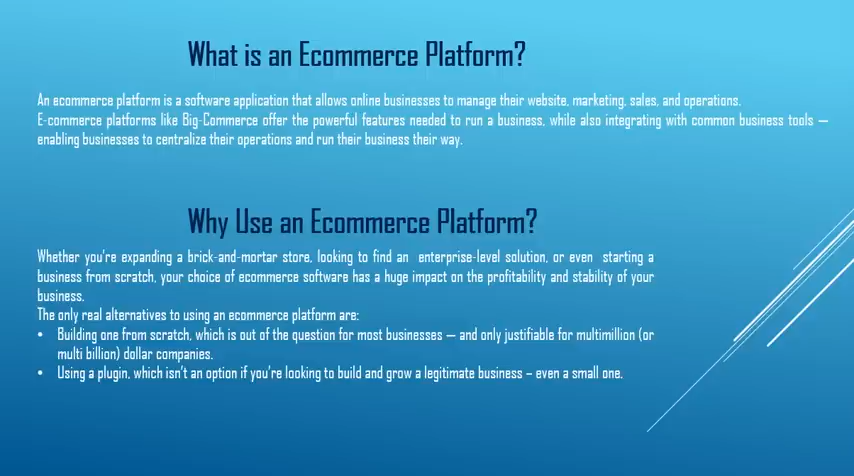 What is an Ecommerce Platform?
An ecommerce platform is a software application that allows online businesses to manage their website, marketing, sales, and operations.
E-commerce platforms like Big-Commerce offer the powerful features needed to run a business, while also integrating with common business tools —
enabling businesses to centralize their operations and run their business their way.
Why Use an Ecommerce Platform?
Whether you're expanding a brick-and-mortar store, looking to find an enterprise-level solution, or even starting a
business from scratch, your choice of ecommerce software has a huge impact on the profitability and stability of your
business.
The only real alternatives to using an ecommerce platform are:
• Building one from scratch, which is out of the question for most businesses — and only justifiable for multimillion (or
multi billion) dollar companies.
• Using a plugin, which isn't an option if you're looking to build and grow a legitimate business – even a small one.